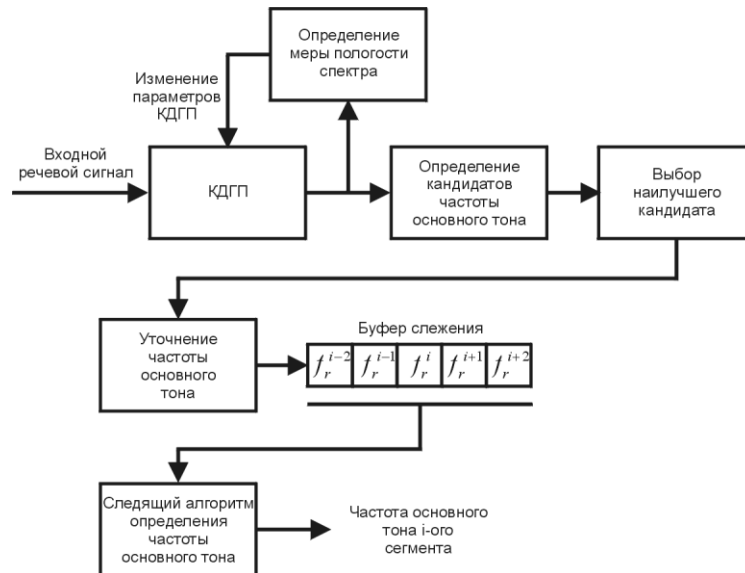 Определение
меры пологости
спектра
Изменение
параметров
КДГП
Входной
речевой сигнал
КДГП
Определение
кандидатов
частоты
основного тона
Выбор
наилучшего
кандидата
Уточнение
частоты
основного
тона
Буфер слежения
f_r^{i-2} f_r^{i-1} f_r^{i} f_r^{i+1} f_r^{i+2}
Следящий алгоритм
определения
частоты
основного тона
Частота основного
тона i-ого
сегмента